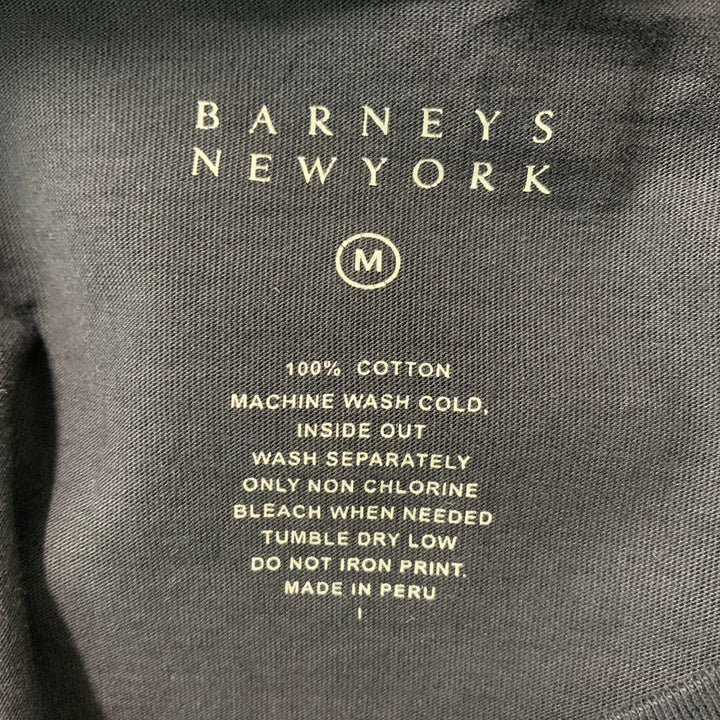 BARNEYS
NEWYORK
M
100% COTTON
MACHINE WASH COLD,
INSIDE OUT
WASH SEPARATELY
ONLY NON CHLORINE
BLEACH WHEN NEEDED
TUMBLE DRY LOW
DO NOT IRON PRINT.
MADE IN PERU
I